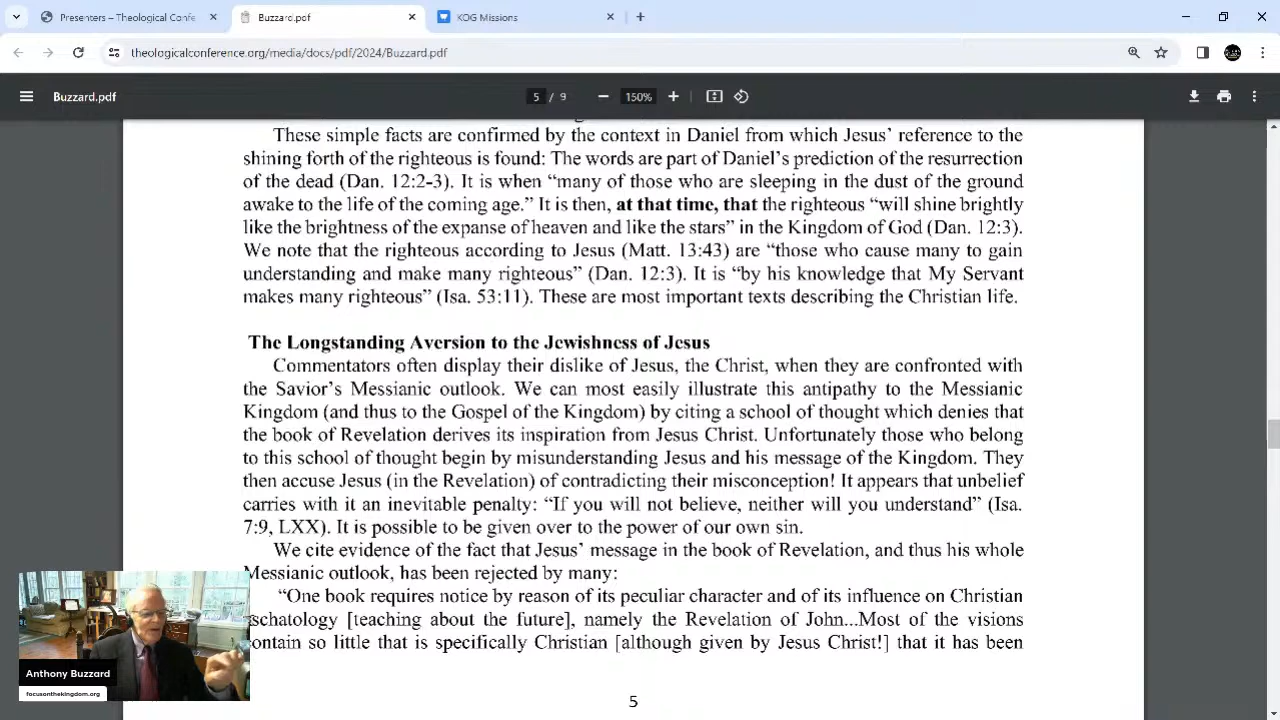 Presenters – Theological Confe
Buzzard.pdf
KOG Missions
theologicalconference.org/media/docs/pdf/2024/Buzzard.pdf
Buzzard.pdf
5 / 9
150%
These simple facts are confirmed by the context in Daniel from which Jesus’ reference to the
shining forth of the righteous is found: The words are part of Daniel’s prediction of the resurrection
of the dead (Dan. 12:2-3). It is when “many of those who are sleeping in the dust of the ground
awake to the life of the coming age.” It is then, at that time, that the righteous “will shine brightly
like the brightness of the expanse of heaven and like the stars” in the Kingdom of God (Dan. 12:3).
We note that the righteous according to Jesus (Matt. 13:43) are “those who cause many to gain
understanding and make many righteous” (Dan. 12:3). It is “by his knowledge that My Servant
makes many righteous” (Isa. 53:11). These are most important texts describing the Christian life.
The Longstanding Aversion to the Jewishness of Jesus
Commentators often display their dislike of Jesus, the Christ, when they are confronted with
the Savior’s Messianic outlook. We can most easily illustrate this antipathy to the Messianic
Kingdom (and thus to the Gospel of the Kingdom) by citing a school of thought which denies that
the book of Revelation derives its inspiration from Jesus Christ. Unfortunately those who belong
to this school of thought begin by misunderstanding Jesus and his message of the Kingdom. They
then accuse Jesus (in the Revelation) of contradicting their misconception! It appears that unbelief
carries with it an inevitable penalty: “If you will not believe, neither will you understand” (Isa.
7:9, LXX). It is possible to be given over to the power of our own sin.
We cite evidence of the fact that Jesus’ message in the book of Revelation, and thus his whole
Messianic outlook, has been rejected by many:
“One book requires notice by reason of its peculiar character and of its influence on Christian
schatology [teaching about the future], namely the Revelation of John...Most of the visions
contain so little that is specifically Christian [although given by Jesus Christ!] that it has been
5
Anthony Buzzard
focusonthekingdom.org